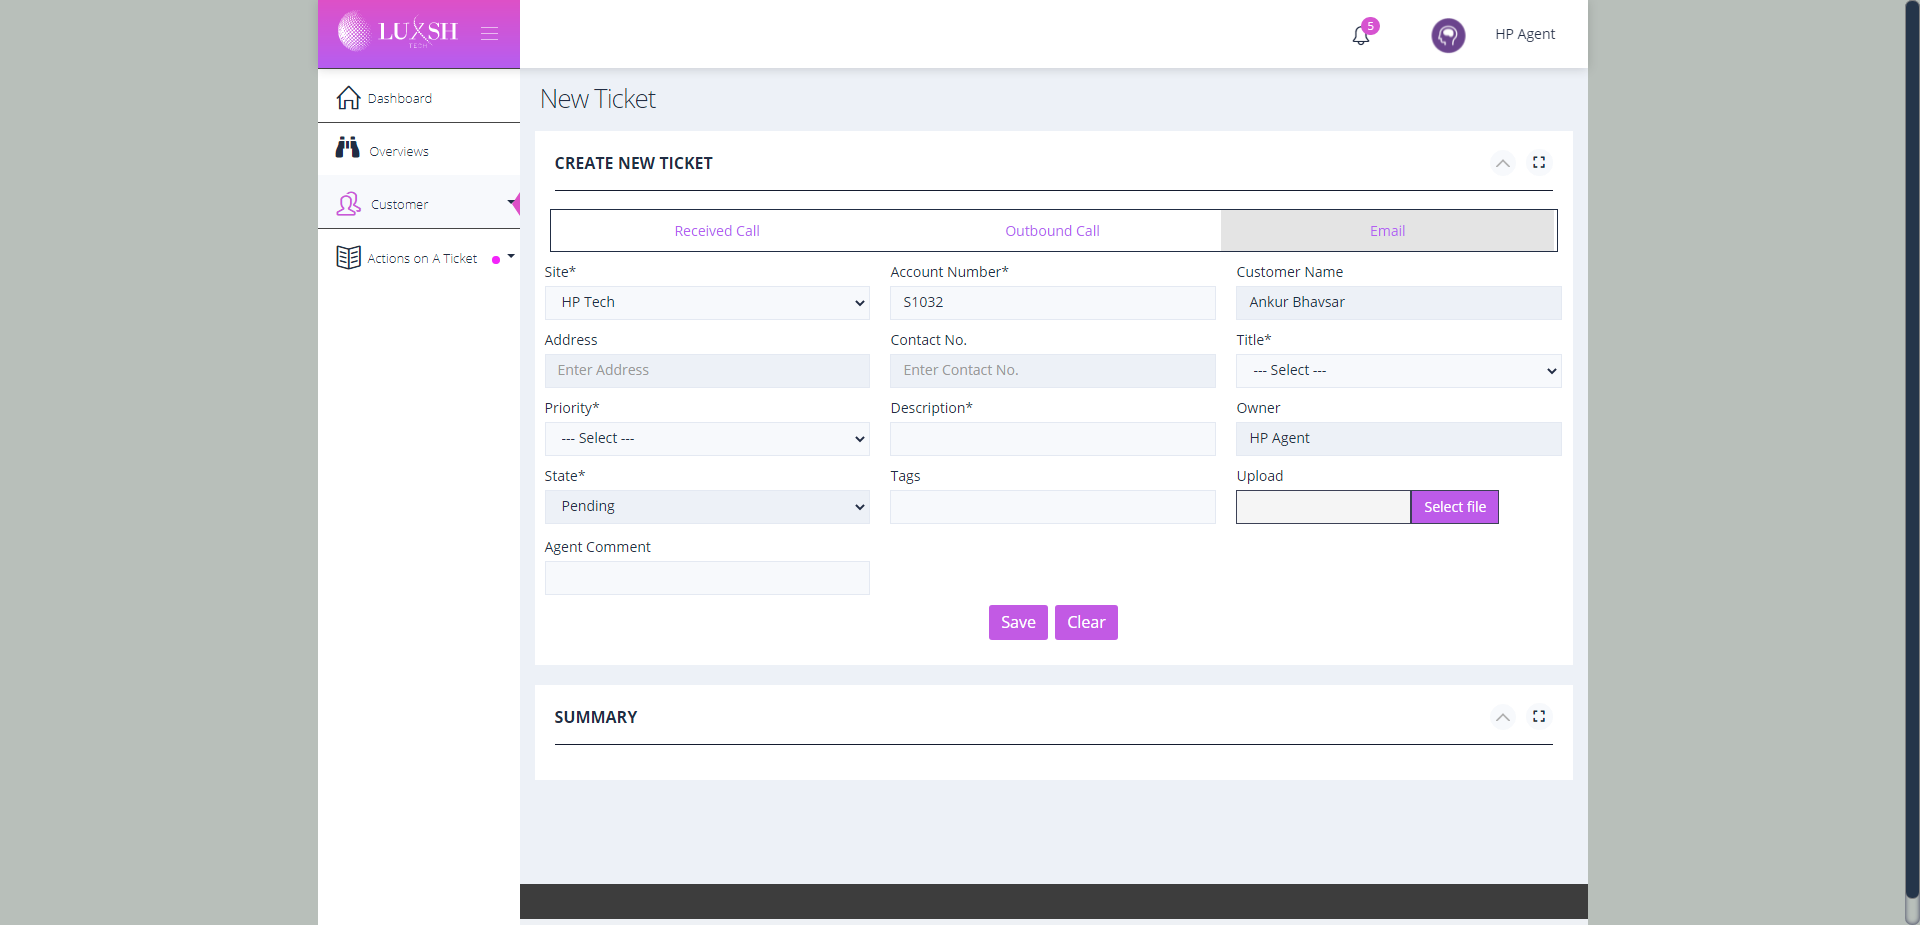 LUXSH
TECH
5
HP Agent
Dashboard
Overviews
Customer
Actions on A Ticket
New Ticket
CREATE NEW TICKET
Received Call
Outbound Call
Email
Site*
Account Number*
Customer Name
HP Tech
S1032
Ankur Bhavsar
Address
Contact No.
Title*
Enter Address
Enter Contact No.
--- Select ---
Priority*
Description*
Owner
--- Select ---
HP Agent
State*
Tags
Upload
Pending
Select file
Agent Comment
Save
Clear
SUMMARY